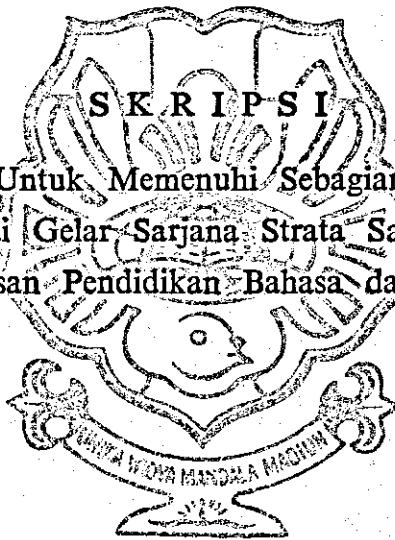 S K R I P S I
Untuk Memenuhi Sebagian
i Gelar Sarjana Strata Sa
san Pendidikan Bahasa da
WIDYA MANDALA MADIUN